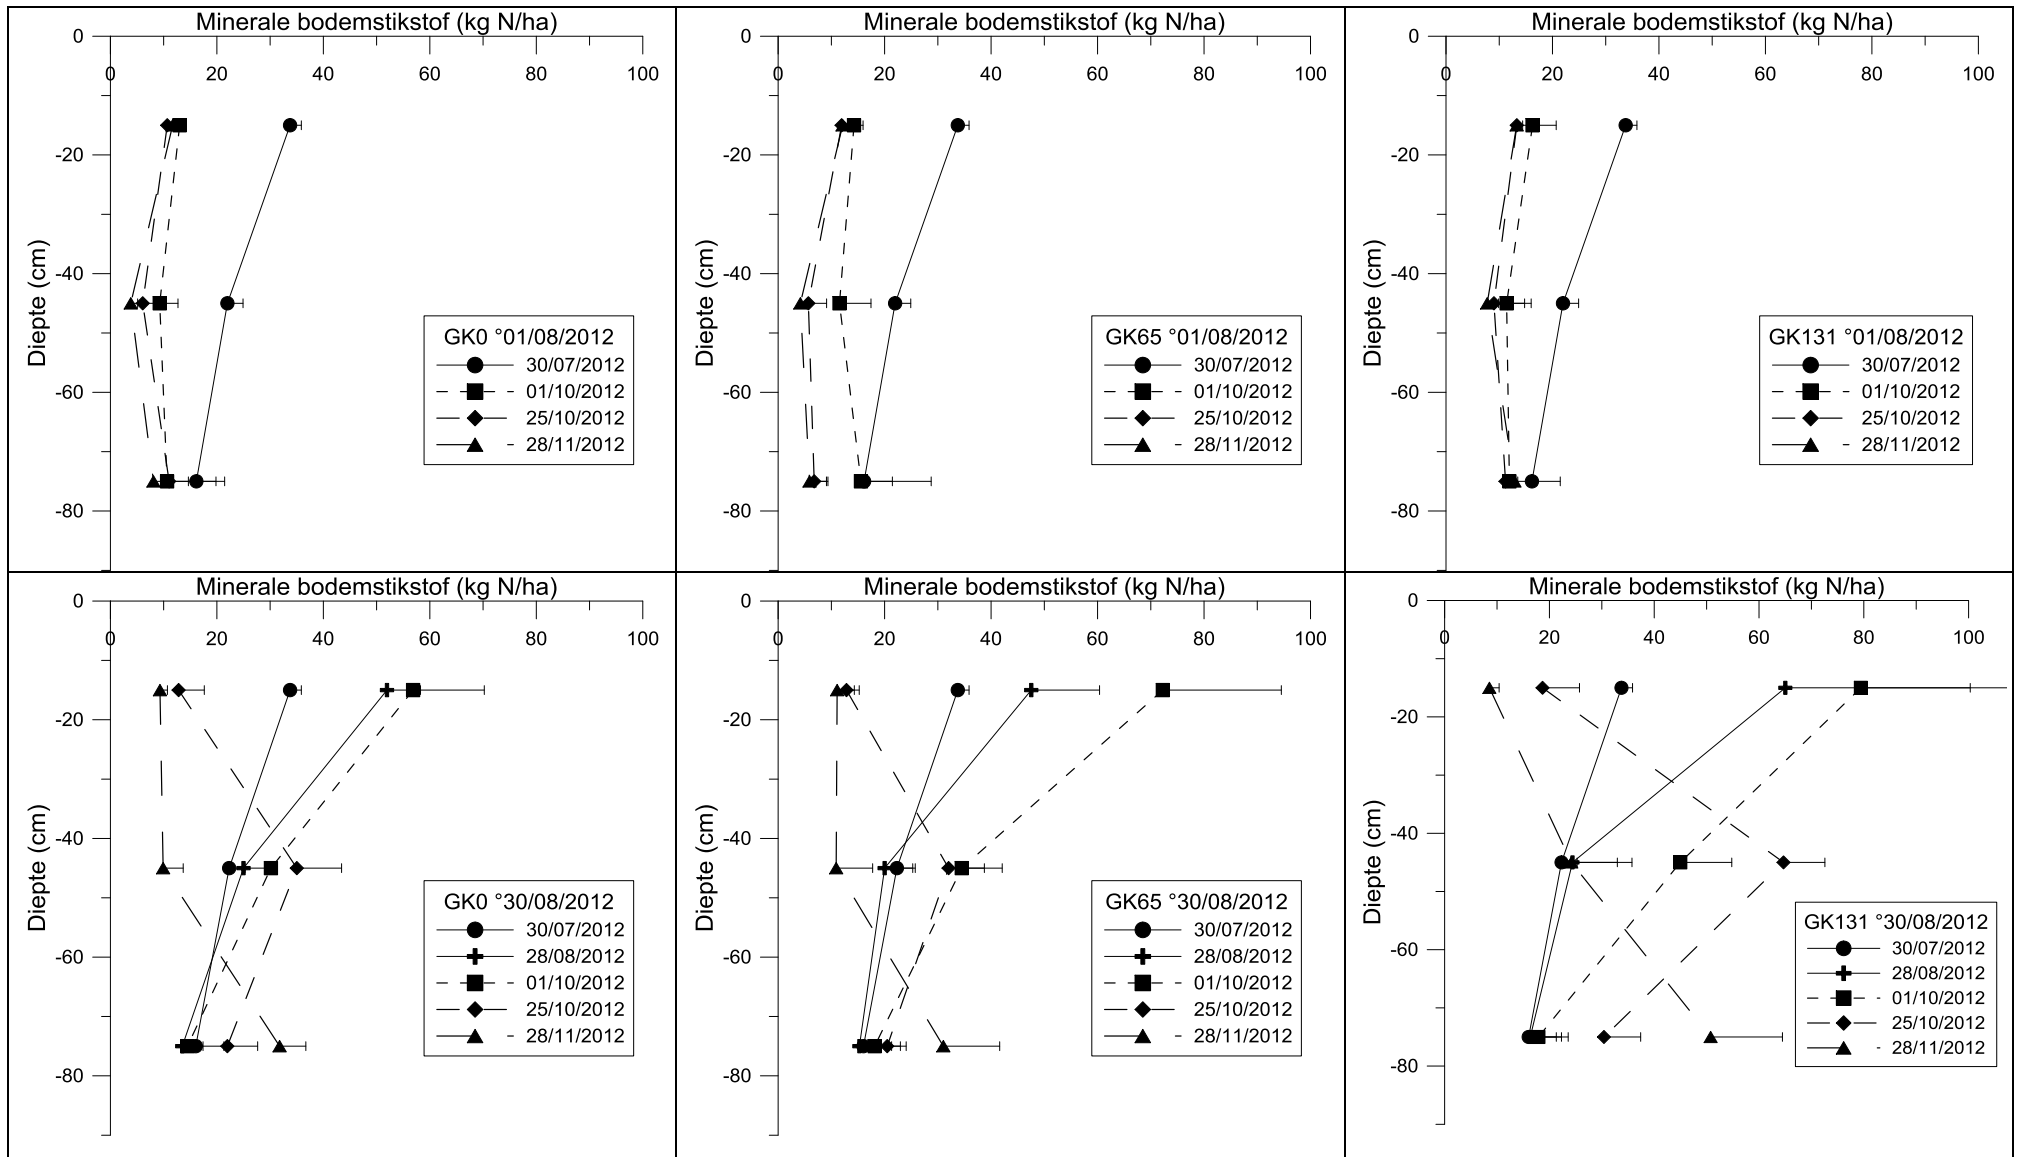 Minerale bodemstikstof (kg N/ha)
0
0 20 40 60 80 100
-20
-40
-60
-80
Diepte (cm)
GK0 °01/08/2012
30/07/2012
01/10/2012
25/10/2012
28/11/2012
Minerale bodemstikstof (kg N/ha)
0
0 20 40 60 80 100
-20
-40
-60
-80
Diepte (cm)
GK65 °01/08/2012
30/07/2012
01/10/2012
25/10/2012
28/11/2012
Minerale bodemstikstof (kg N/ha)
0
0 20 40 60 80 100
-20
-40
-60
-80
Diepte (cm)
GK131 °01/08/2012
30/07/2012
01/10/2012
25/10/2012
28/11/2012
Minerale bodemstikstof (kg N/ha)
0
0 20 40 60 80 100
-20
-40
-60
-80
Diepte (cm)
GK0 °30/08/2012
30/07/2012
28/08/2012
01/10/2012
25/10/2012
28/11/2012
Minerale bodemstikstof (kg N/ha)
0
0 20 40 60 80 100
-20
-40
-60
-80
Diepte (cm)
GK65 °30/08/2012
30/07/2012
28/08/2012
01/10/2012
25/10/2012
28/11/2012
Minerale bodemstikstof (kg N/ha)
0
0 20 40 60 80 100
-20
-40
-60
-80
Diepte (cm)
GK131 °30/08/2012
30/07/2012
28/08/2012
01/10/2012
25/10/2012
28/11/2012